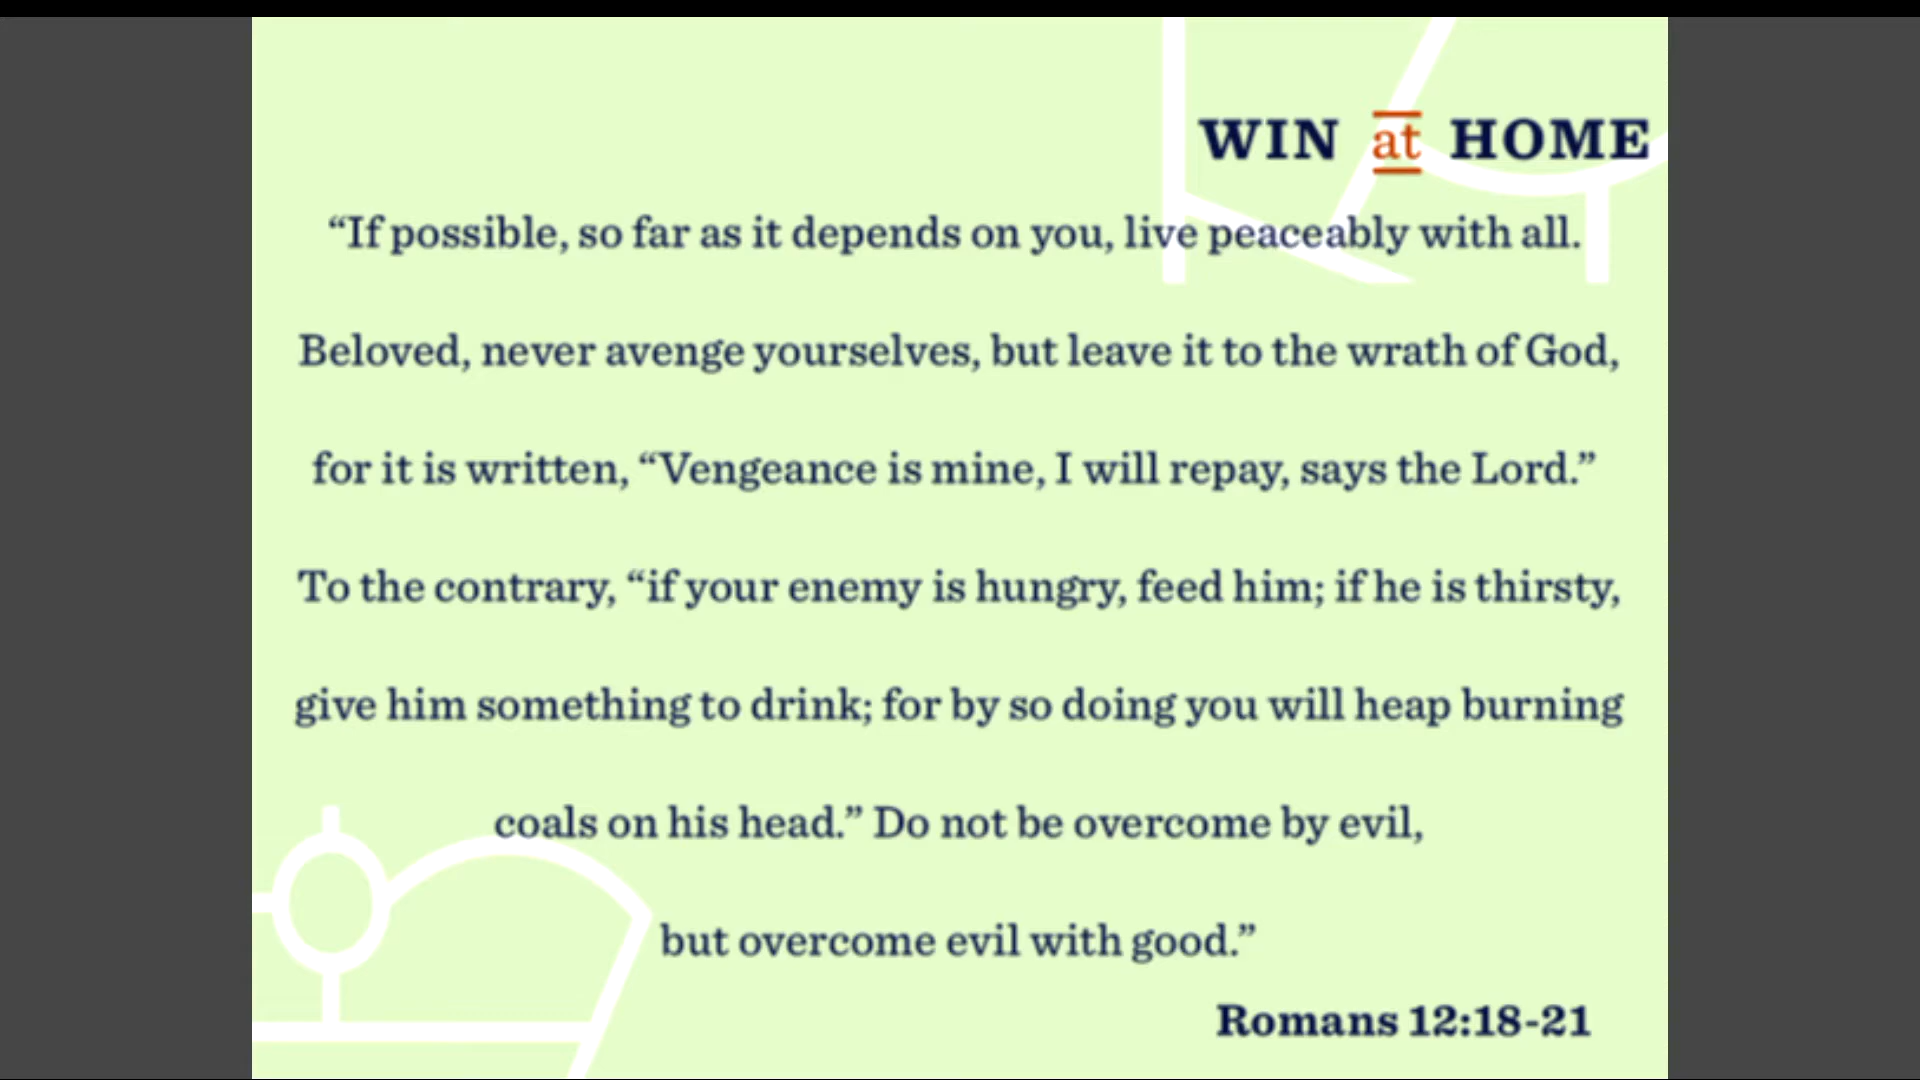 WIN at HOME
“If possible, so far as it depends on you, live peaceably with all.
Beloved, never avenge yourselves, but leave it to the wrath of God,
for it is written, “Vengeance is mine, I will repay, says the Lord.”
To the contrary, “if your enemy is hungry, feed him; if he is thirsty,
give him something to drink; for by so doing you will heap burning
coals on his head.” Do not be overcome by evil,
but overcome evil with good.”
Romans 12:18-21